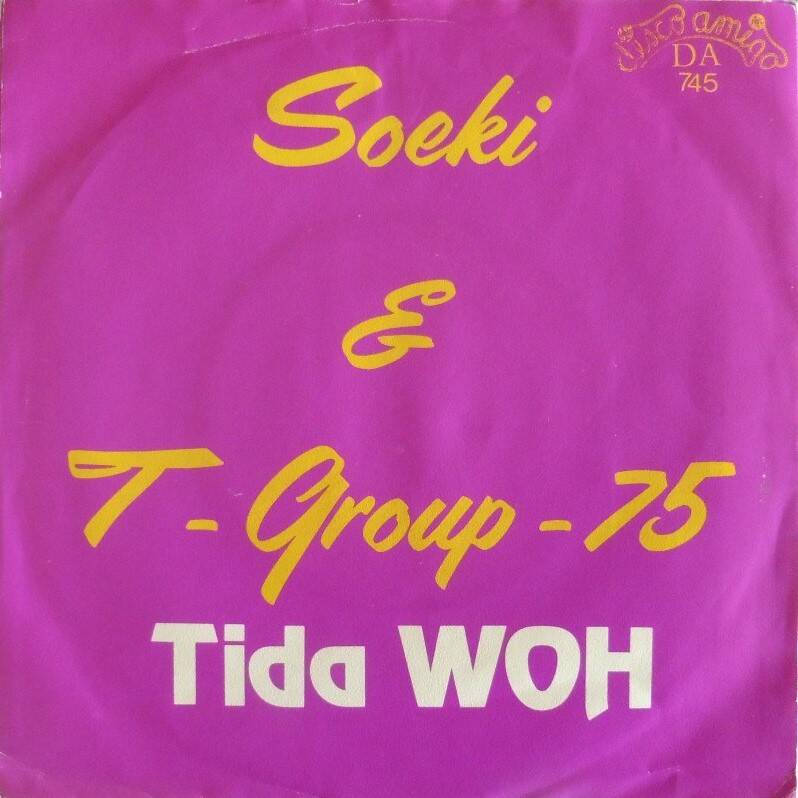 disco amigo
DA
745
Soeki
&
T - Group - 75
Tida WOH